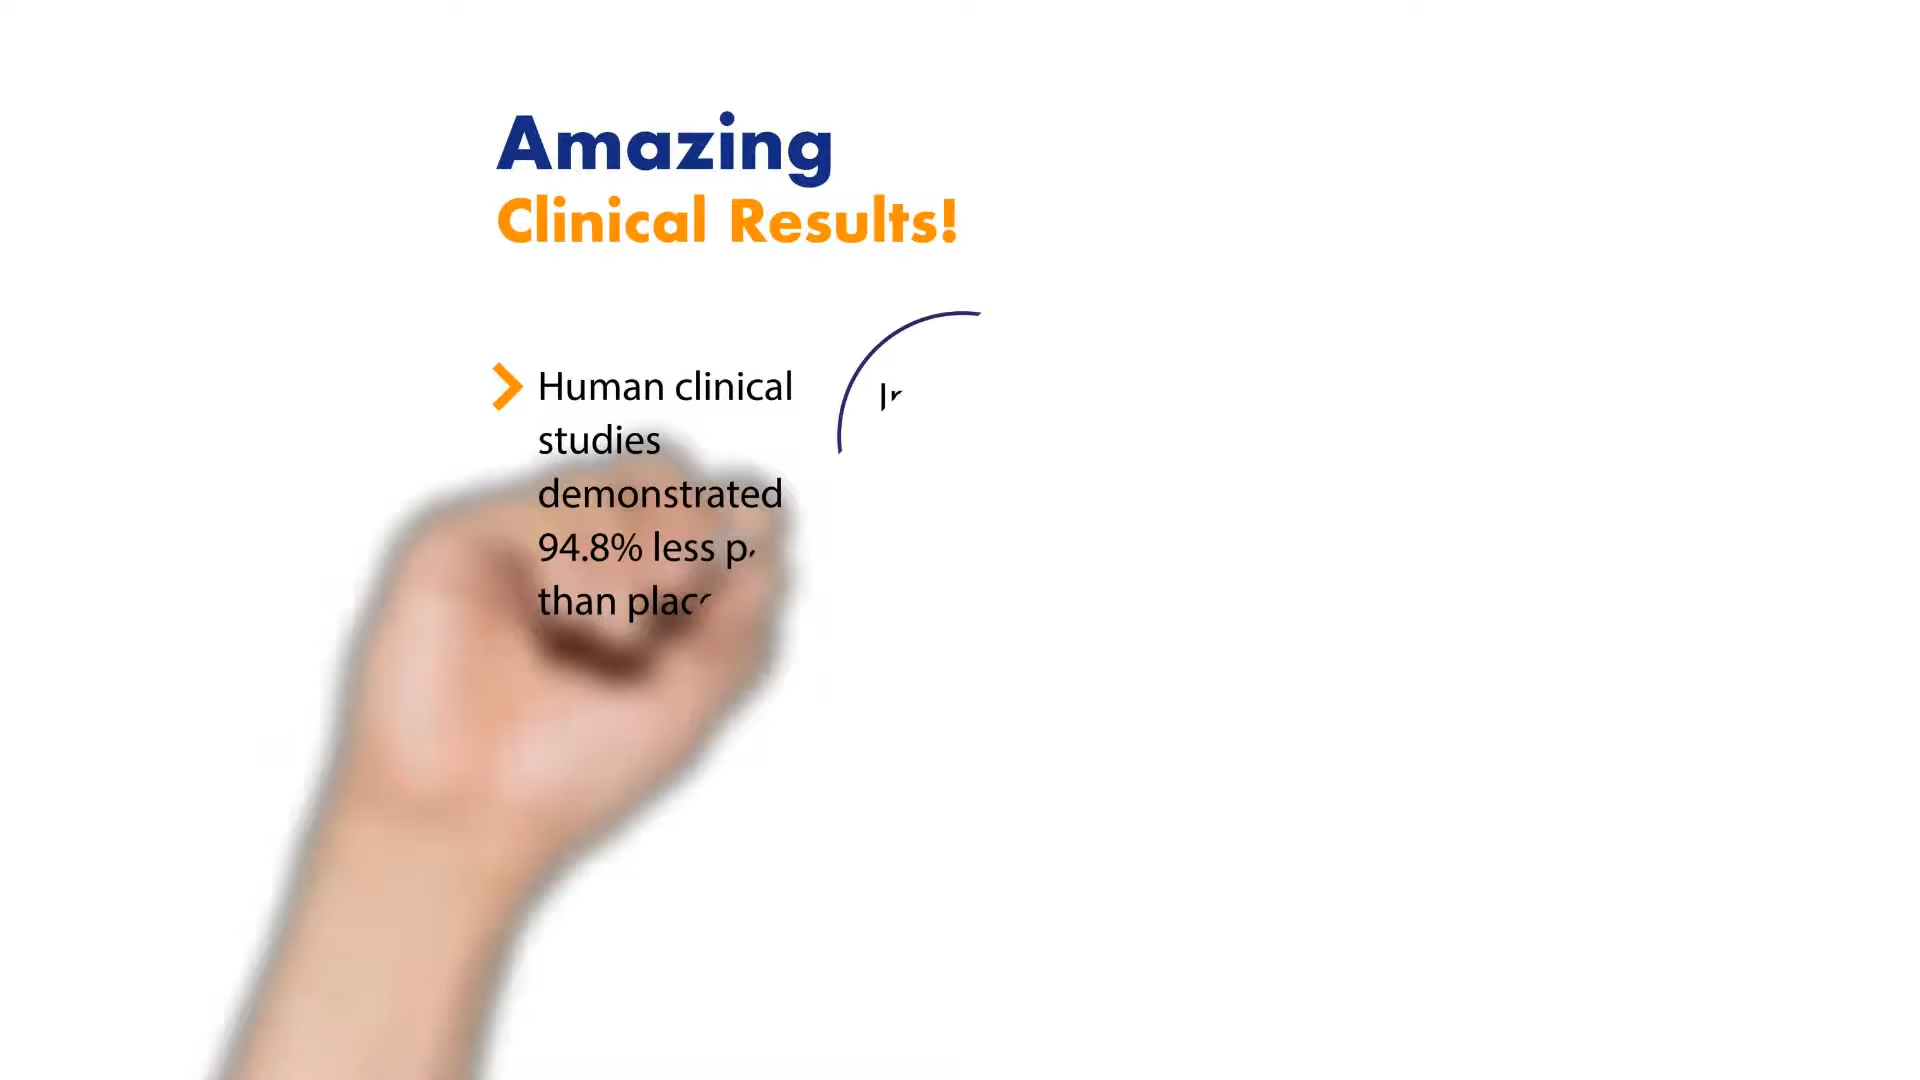 Amazing
Clinical Results!
Human clinical
studies
demonstrated
94.8% less
than